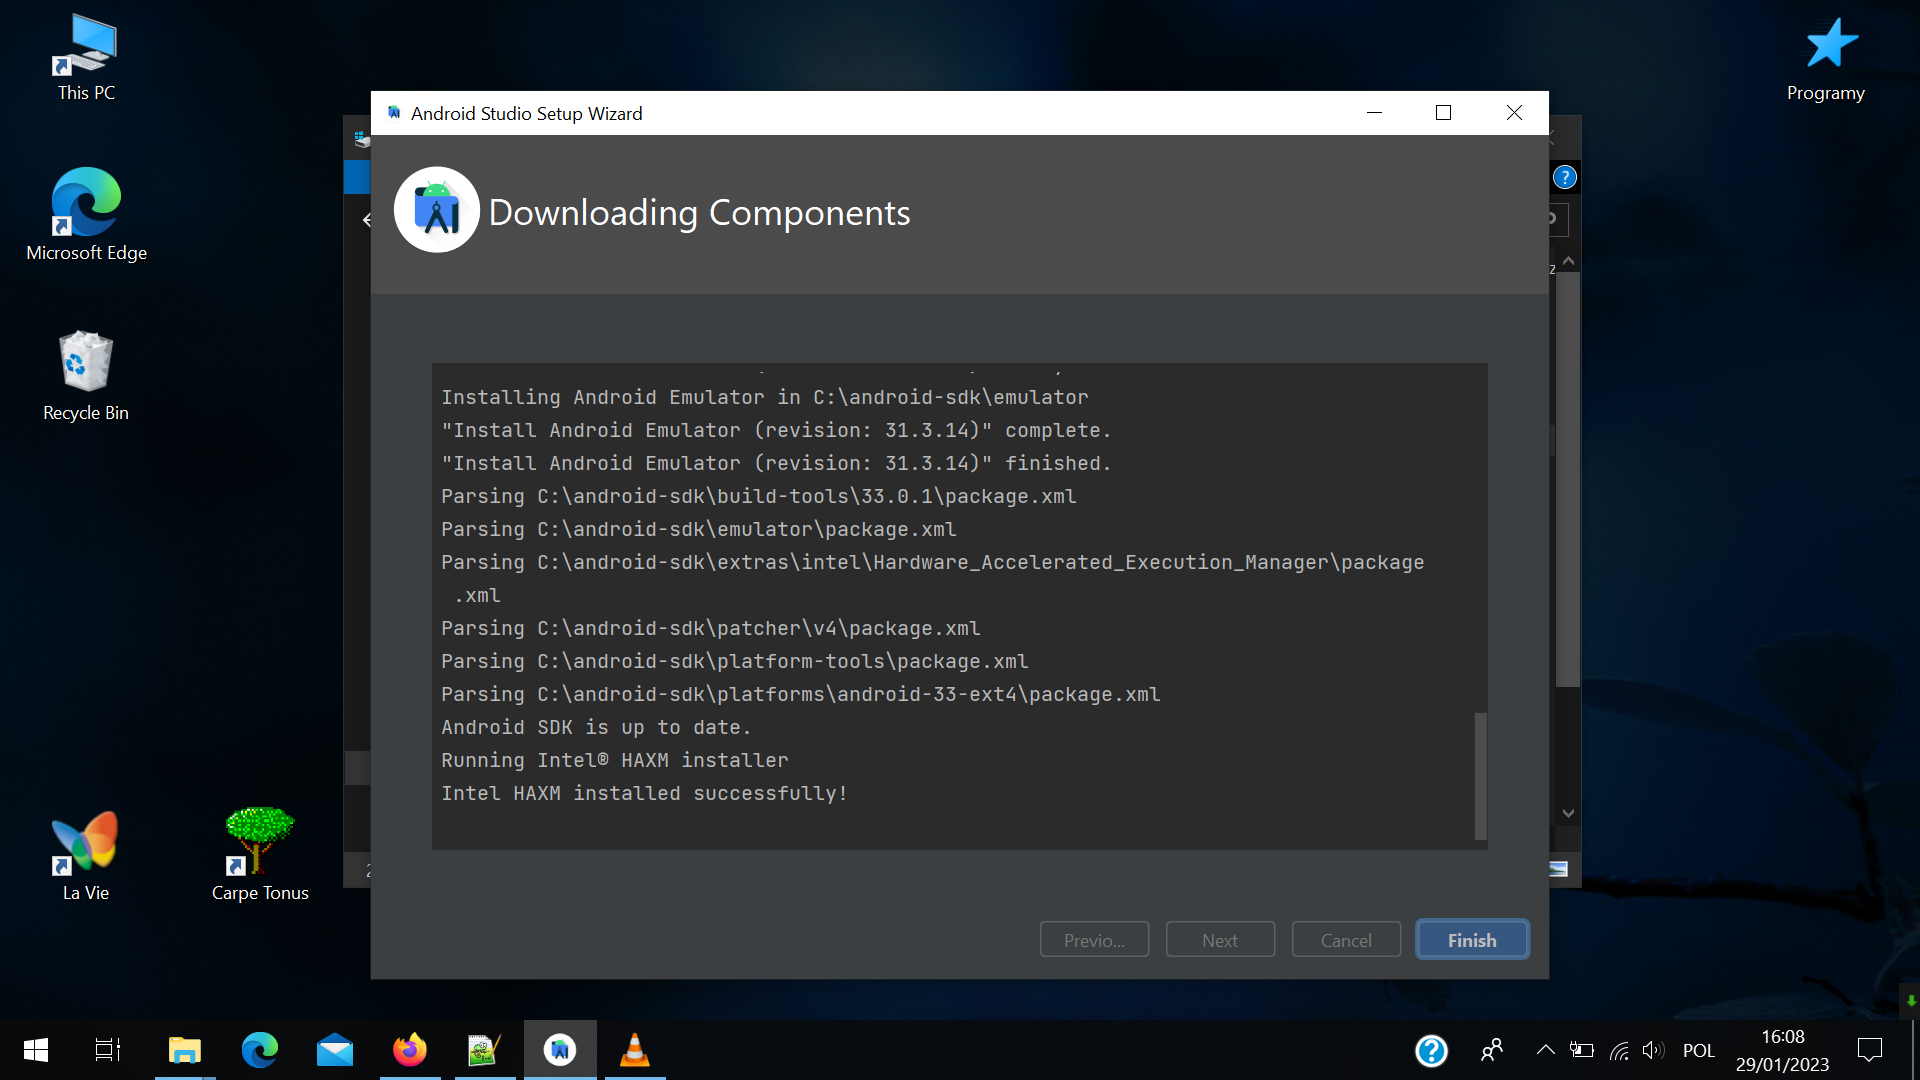 This PC
Programy
Android Studio Setup Wizard
Downloading Components
Microsoft Edge
Recycle Bin
Installing Android Emulator in C:\android-sdk\emulator
"Install Android Emulator (revision: 31.3.14)" complete.
"Install Android Emulator (revision: 31.3.14)" finished.
Parsing C:\android-sdk\build-tools\33.0.1\package.xml
Parsing C:\android-sdk\emulator\package.xml
Parsing C:\android-sdk\extras\intel\Hardware_Accelerated_Execution_Manager\package
.xml
Parsing C:\android-sdk\patcher\v4\package.xml
Parsing C:\android-sdk\platform-tools\package.xml
Parsing C:\android-sdk\platforms\android-33-ext4\package.xml
Android SDK is up to date.
Running Intel® HAXM installer
Intel HAXM installed successfully!
La Vie
Carpe Tonus
Previo...
Next
Cancel
Finish
POL
16:08
29/01/2023